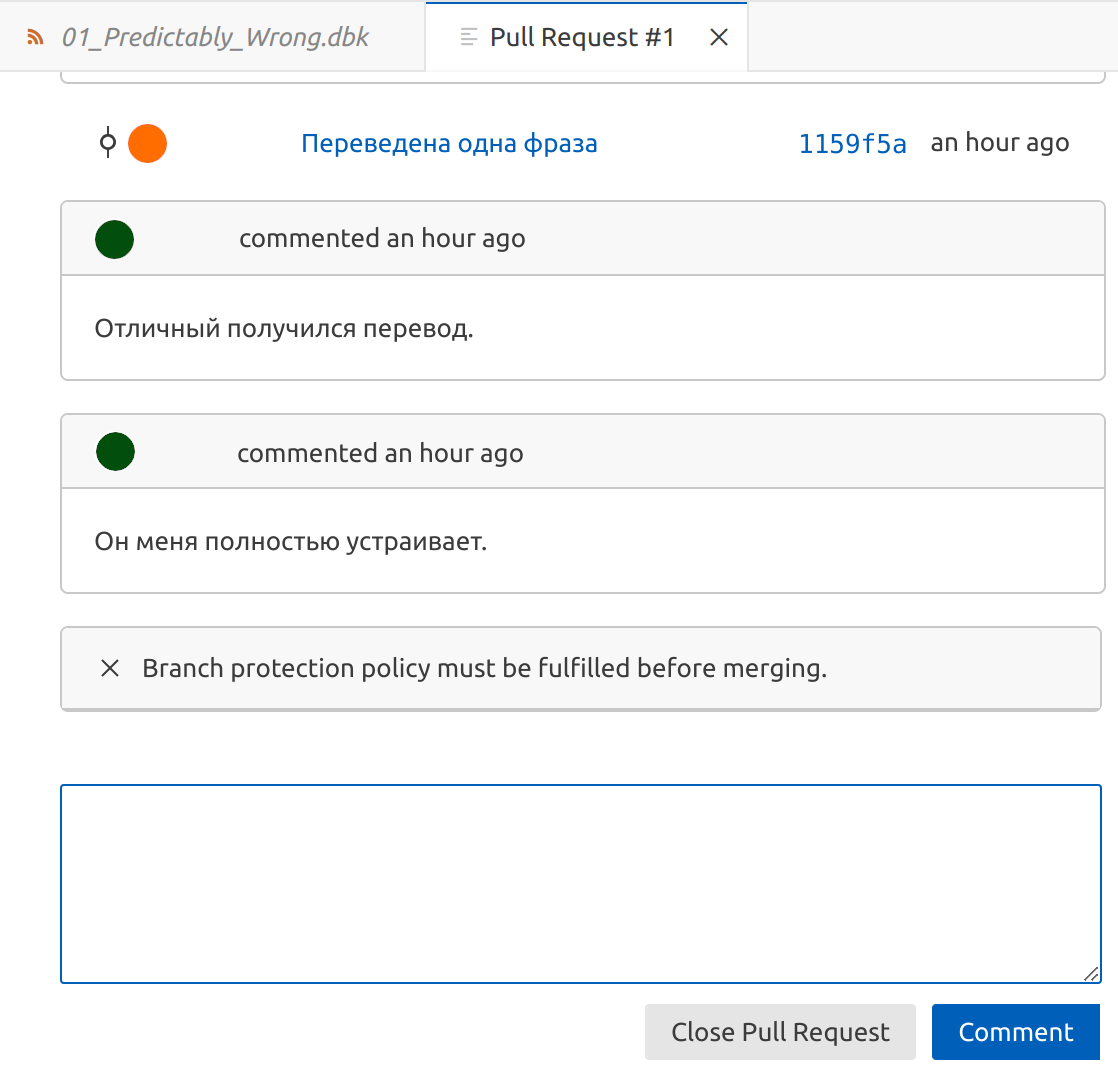 01_Predictably_Wrong.dbk
Pull Request #1
Переведена одна фраза 1159f5a an hour ago
commented an hour ago
Отличный получился перевод.
commented an hour ago
Он меня полностью устраивает.
Branch protection policy must be fulfilled before merging.
Close Pull Request
Comment